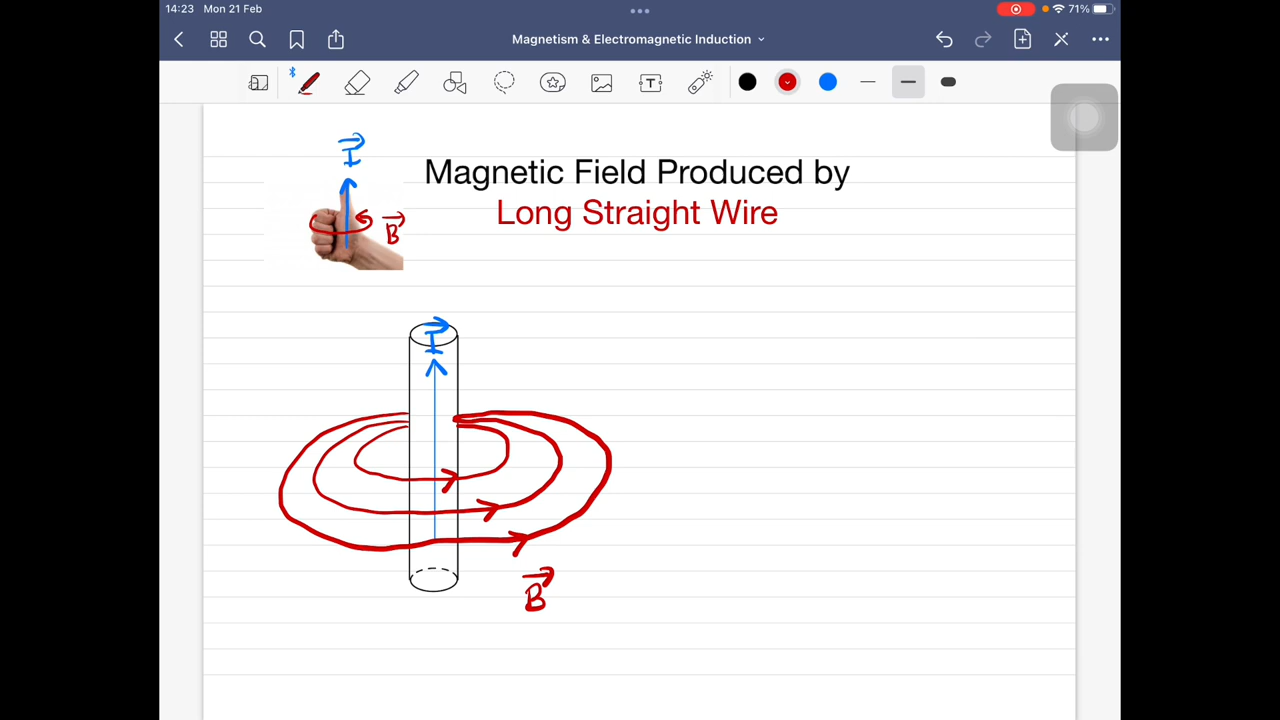 14:23 Mon 21 Feb
71%
Magnetism & Electromagnetic Induction
T
I
Magnetic Field Produced by
Long Straight Wire
B
I
B